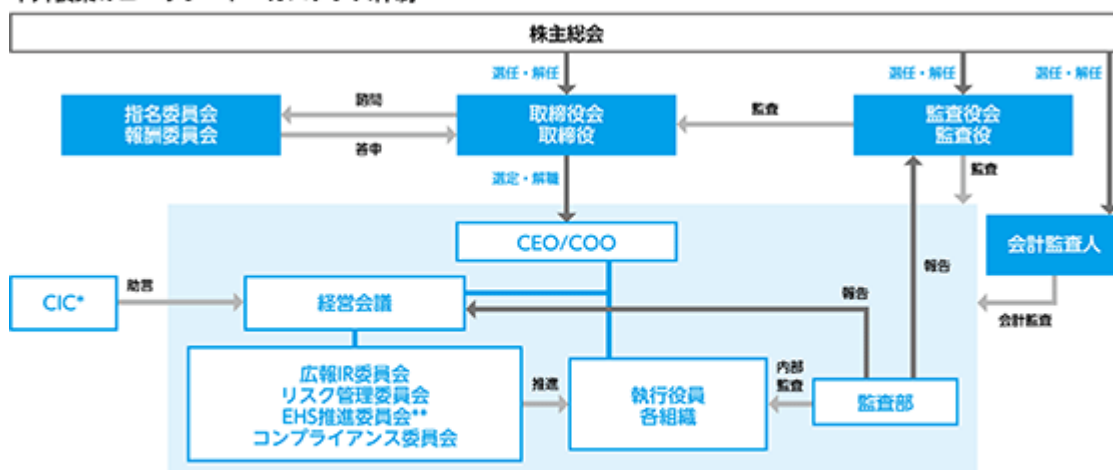 株主総会
選任・解任
選任・解任
選任・解任
指名委員会
報酬委員会
諮問
答申
取締役会
取締役
監査
監査役会
監査役
選定・解職
監査
CEO/COO
会計監査人
報告
CIC*
助言
経営会議
報告
会計監査
広報IR委員会
リスク管理委員会
EHS推進委員会**
コンプライアンス委員会
推進
執行役員
各組織
内部
監査
監査部